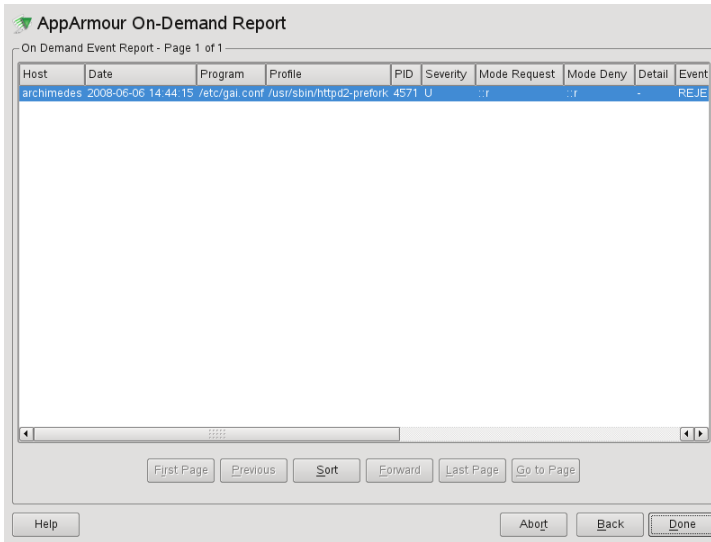 AppArmour On-Demand Report
On Demand Event Report - Page 1 of 1
Host Date Program Profile PID Severity Mode Request Mode Deny Detail Event
archimedes 2008-06-06 14:44:15 /etc/gai.conf /usr/sbin/httpd2-prefork 4571 U ::r ::r - REJE
First Page Previous Sort Forward Last Page Go to Page
Help Abort Back Done